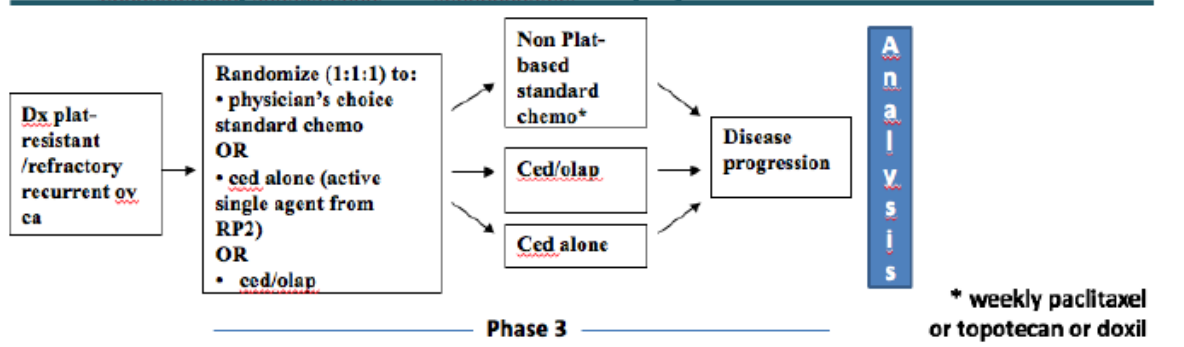 Dx plat-
resistant
/refractory
recurrent ov
ca
Randomize (1:1:1) to:
• physician's choice
standard chemo
OR
• ced alone (active
single agent from
RP2)
OR
• ced/olap
Non Plat-
based
standard
chemo*
Ced/olap
Ced alone
Disease
progression
Analysis
* weekly paclitaxel
or topotecan or doxil
Phase 3